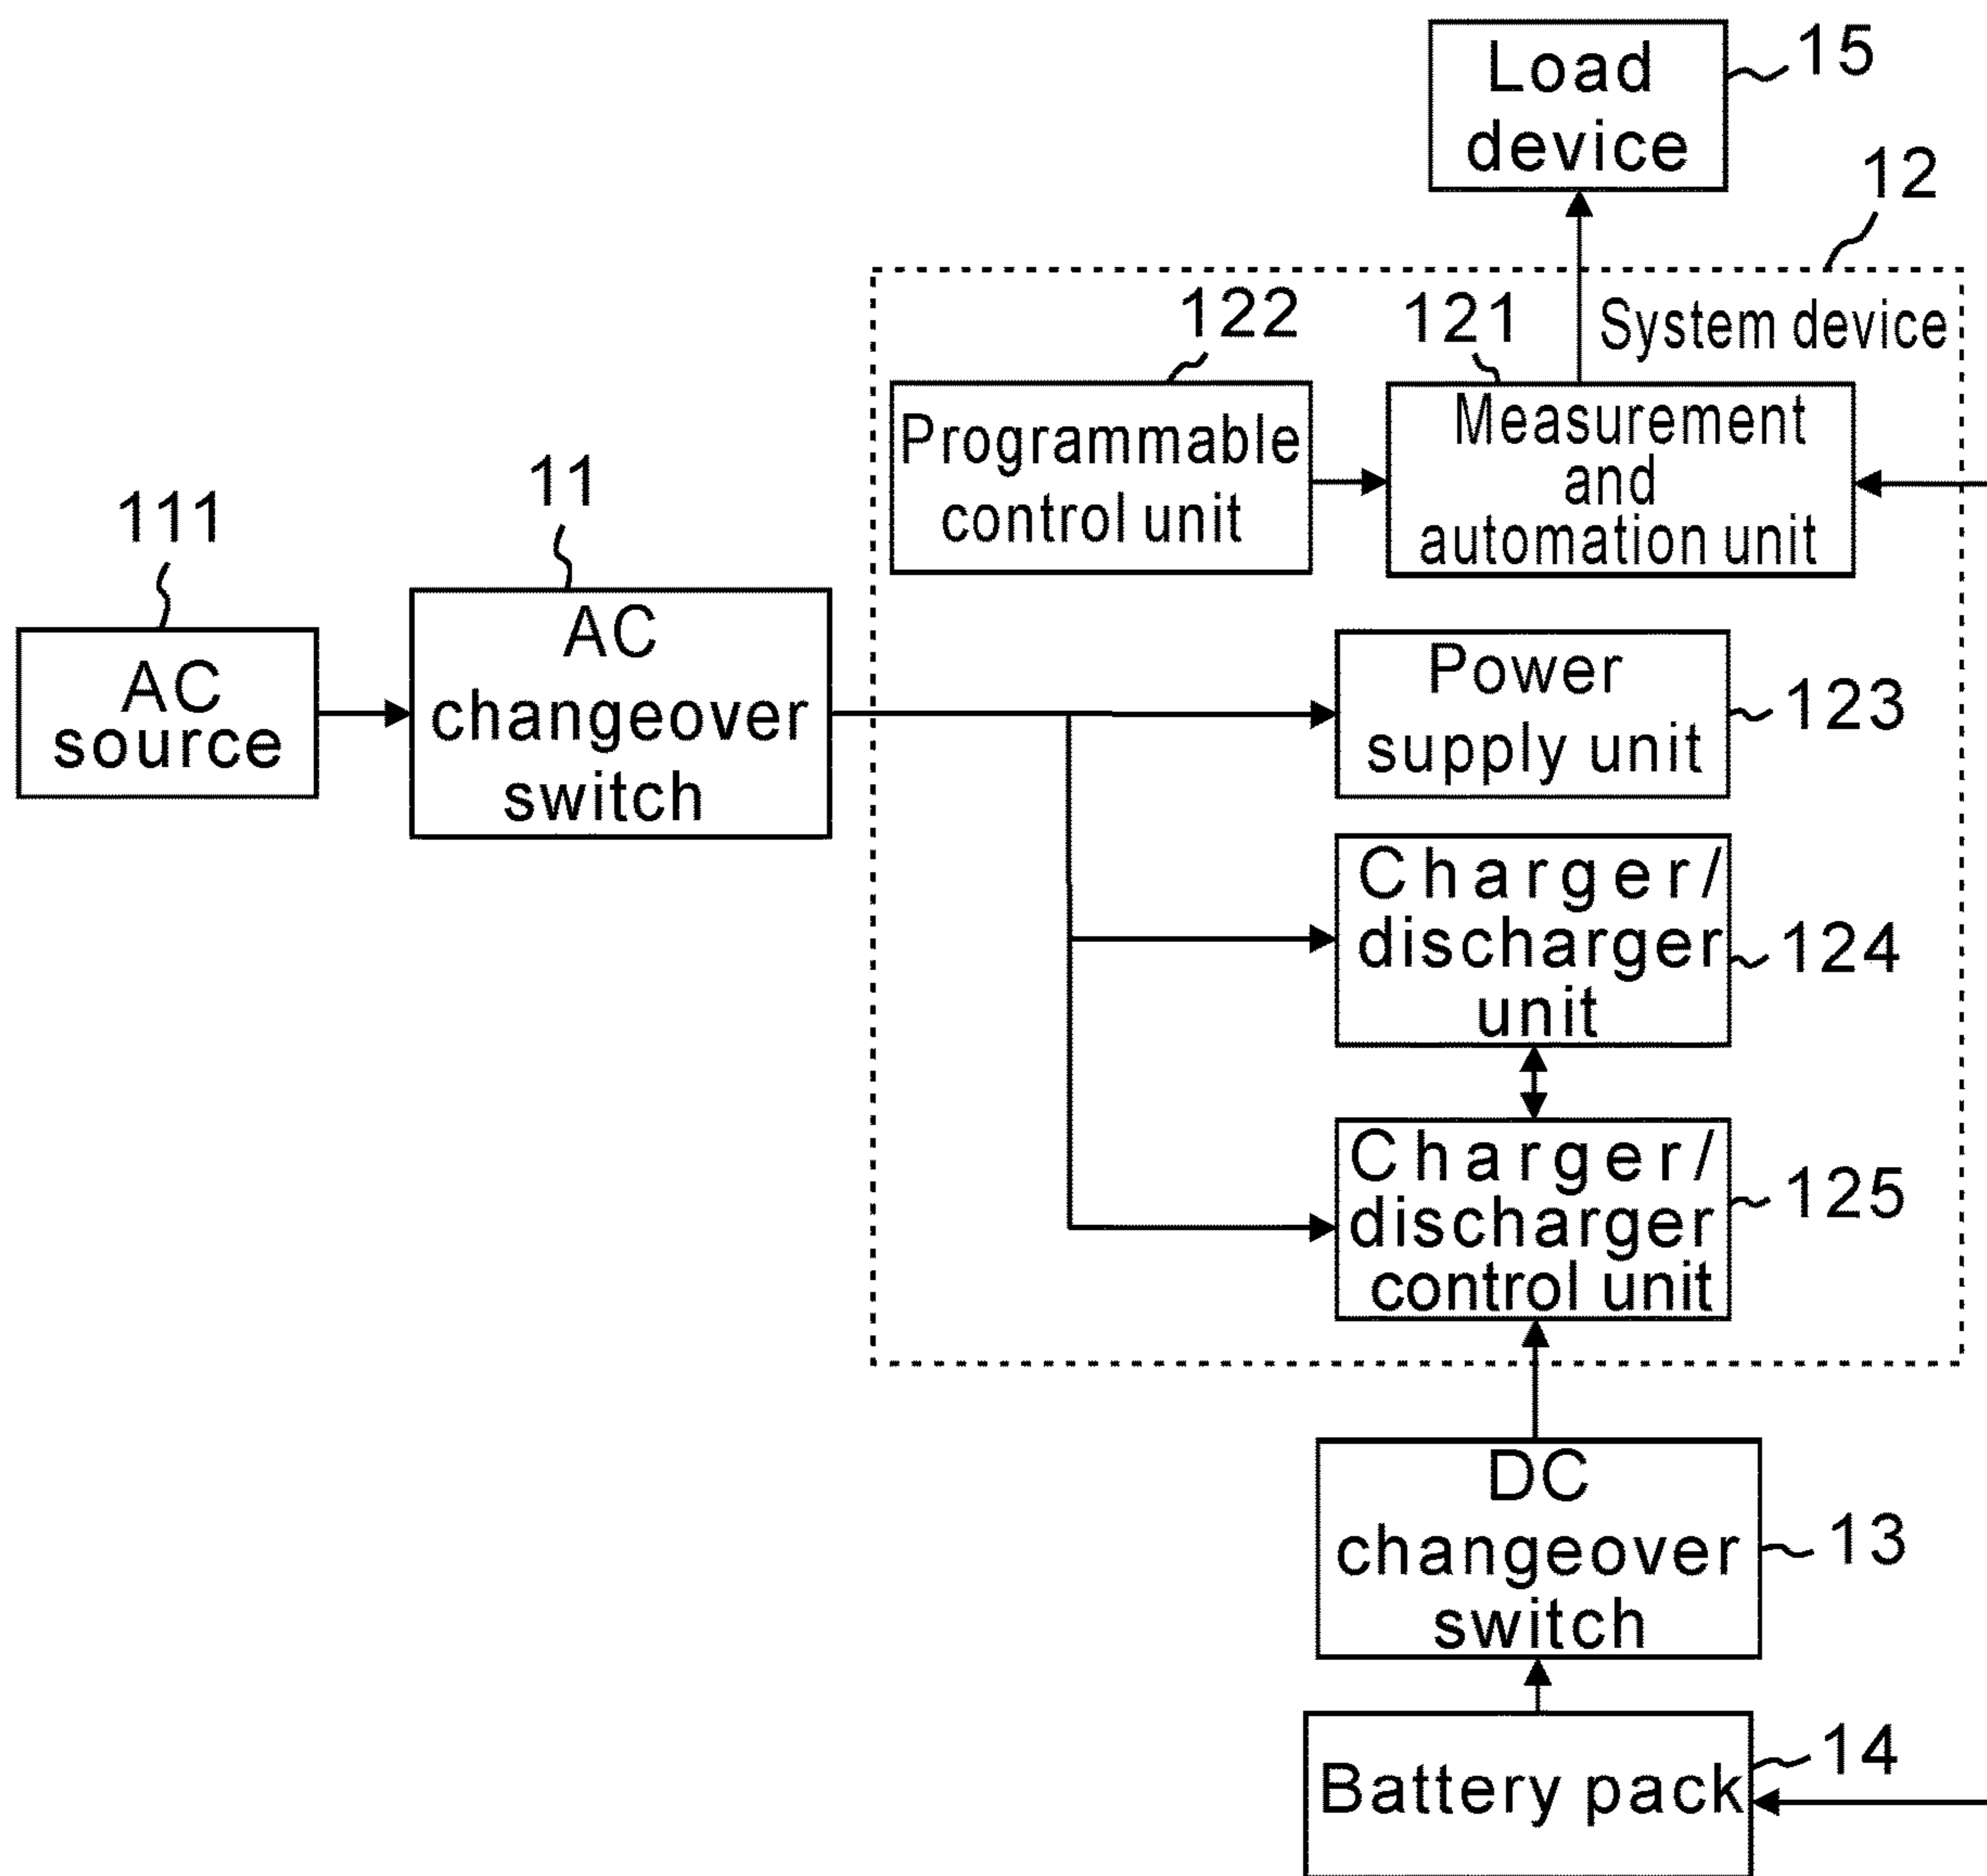 Load
device
15
12
System device
122
121
Programmable
control unit
Measurement
and
automation unit
111
AC
source
11
AC
changeover
switch
Power
supply unit
123
Charger/
discharger
unit
124
Charger/
discharger
control unit
125
DC
changeover
switch
13
Battery pack
14